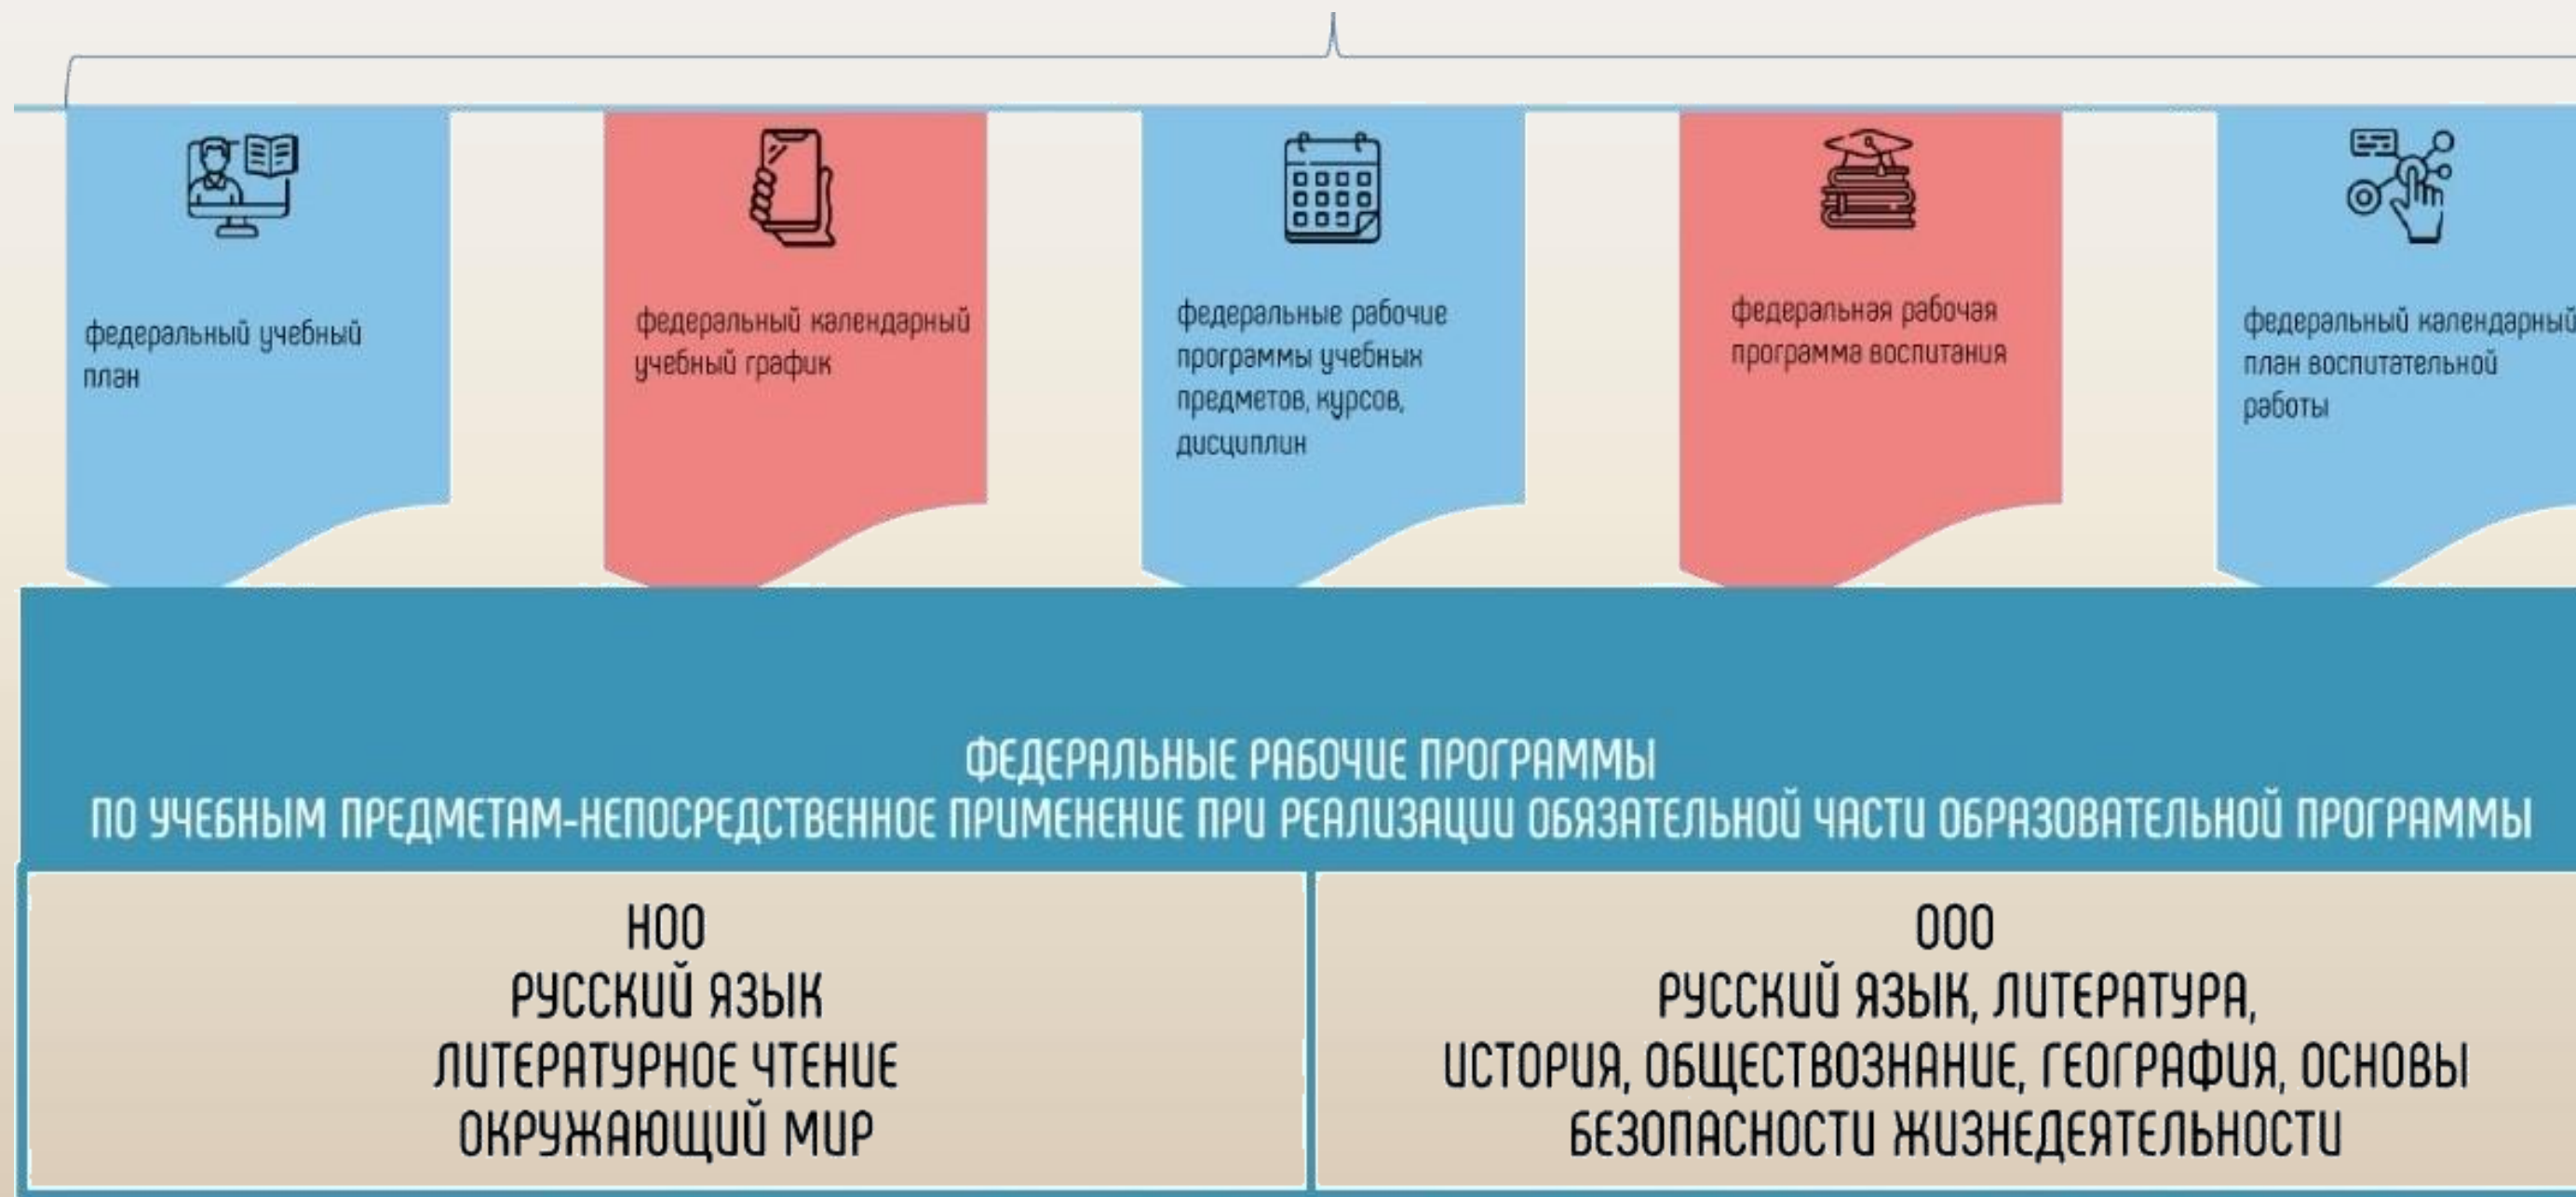 федеральный учебный
план
федеральный календарный
учебный график
федеральные рабочие
программы учебных
предметов, курсов,
дисциплин
федеральная рабочая
программа воспитания
федеральный календарный
план воспитательной
работы
ФЕДЕРАЛЬНЫЕ РАБОЧИЕ ПРОГРАММЫ
ПО УЧЕБНЫМ ПРЕДМЕТАМ-НЕПОСРЕДСТВЕННОЕ ПРИМЕНЕНИЕ ПРИ РЕАЛИЗАЦИИ ОБЯЗАТЕЛЬНОЙ ЧАСТИ ОБРАЗОВАТЕЛЬНОЙ ПРОГРАММЫ
НОО
РУССКИЙ ЯЗЫК
ЛИТЕРАТУРНОЕ ЧТЕНИЕ
ОКРУЖАЮЩИЙ МИР
ООО
РУССКИЙ ЯЗЫК, ЛИТЕРАТУРА,
ИСТОРИЯ, ОБЩЕСТВОЗНАНИЕ, ГЕОГРАФИЯ, ОСНОВЫ
БЕЗОПАСНОСТИ ЖИЗНЕДЕЯТЕЛЬНОСТИ